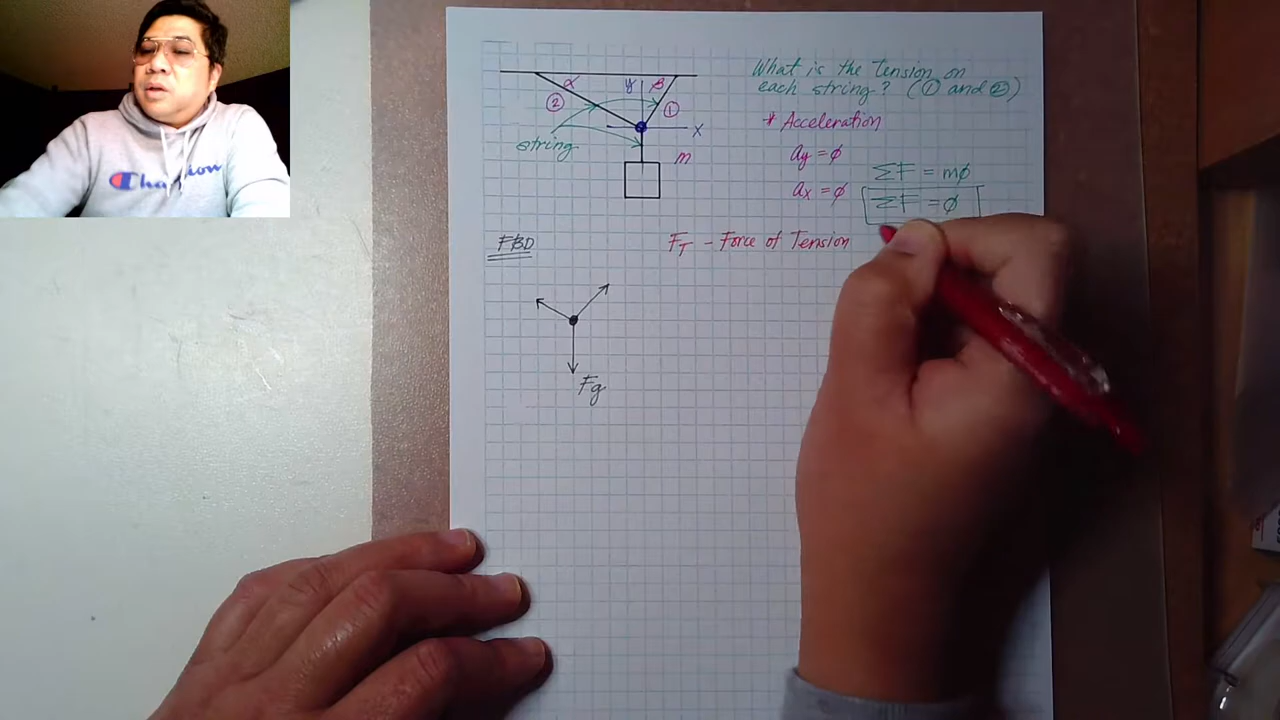 What is the tension on
each string? (① and ②)
α
y
β
②
①
x
string
m
* Acceleration
ay = ϕ
ax = ϕ
ΣF = mϕ
ΣF = ϕ
FBD
FT - Force of Tension
Fg
Champion